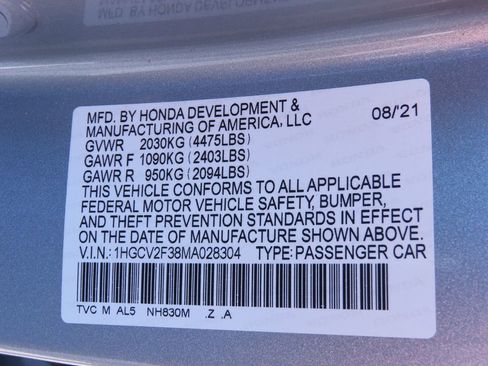 MFD. BY HONDA DEVELOPMENT &
MANUFACTURING OF AMERICA, LLC 08/'21
GVWR 2030KG (4475LBS)
GAWR F 1090KG (2403LBS)
GAWR R 950KG (2094LBS)
THIS VEHICLE CONFORMS TO ALL APPLICABLE
FEDERAL MOTOR VEHICLE SAFETY, BUMPER,
AND THEFT PREVENTION STANDARDS IN EFFECT
ON THE DATE OF MANUFACTURE SHOWN ABOVE.
V.I.N.: 1HGCV2F38MA028304 TYPE: PASSENGER CAR
TVC M AL5 NH830M .Z .A